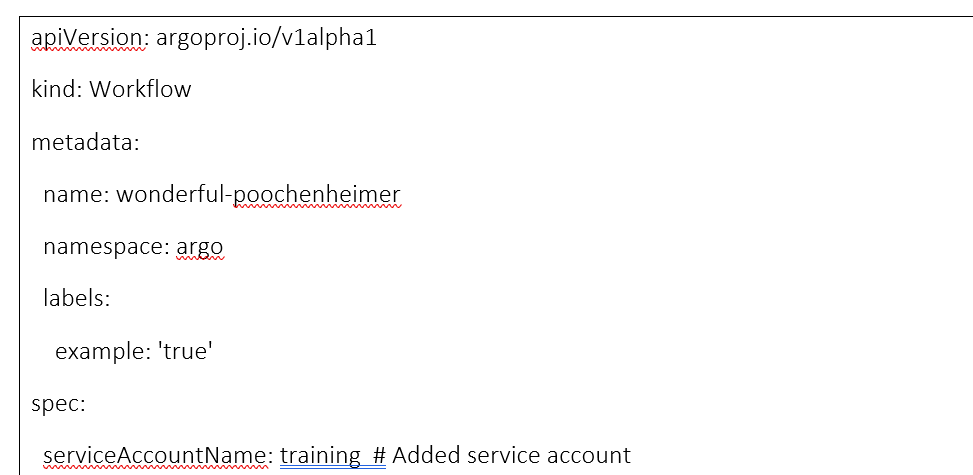 apiVersion: argoproj.io/v1alpha1
kind: Workflow
metadata:
  name: wonderful-poochenheimer
  namespace: argo
  labels:
    example: 'true'
spec:
  serviceAccountName: training  # Added service account